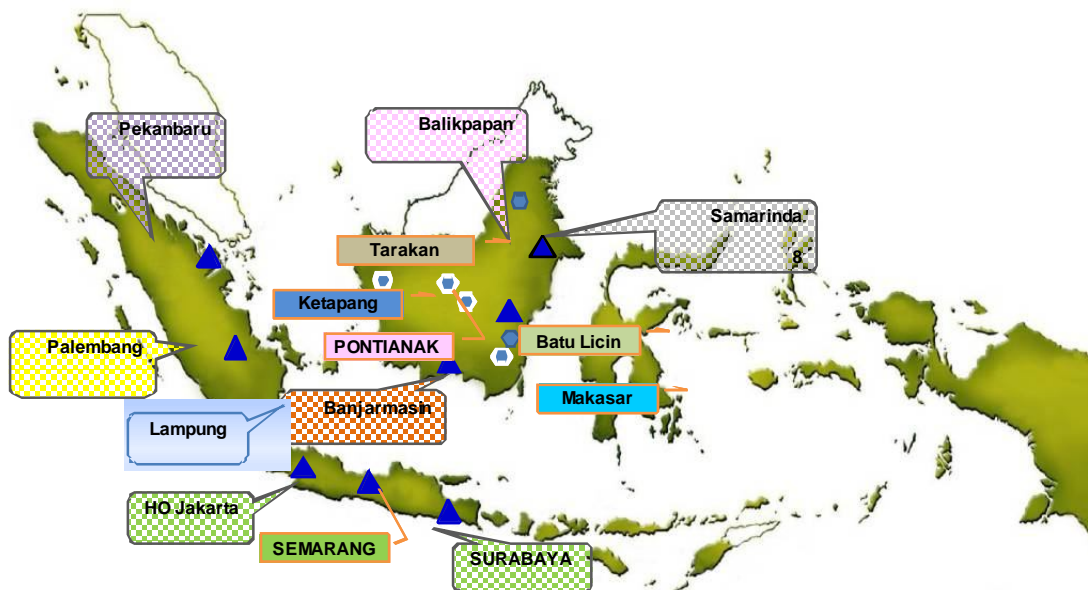 Pekanbaru
Balikpapan
Samarinda.
8
Tarakan
Ketapang
PONTIANAK
Batu Licin
Palembang
Makasar
Banjarmasin
Lampung
HO Jakarta
SEMARANG
SURABAYA